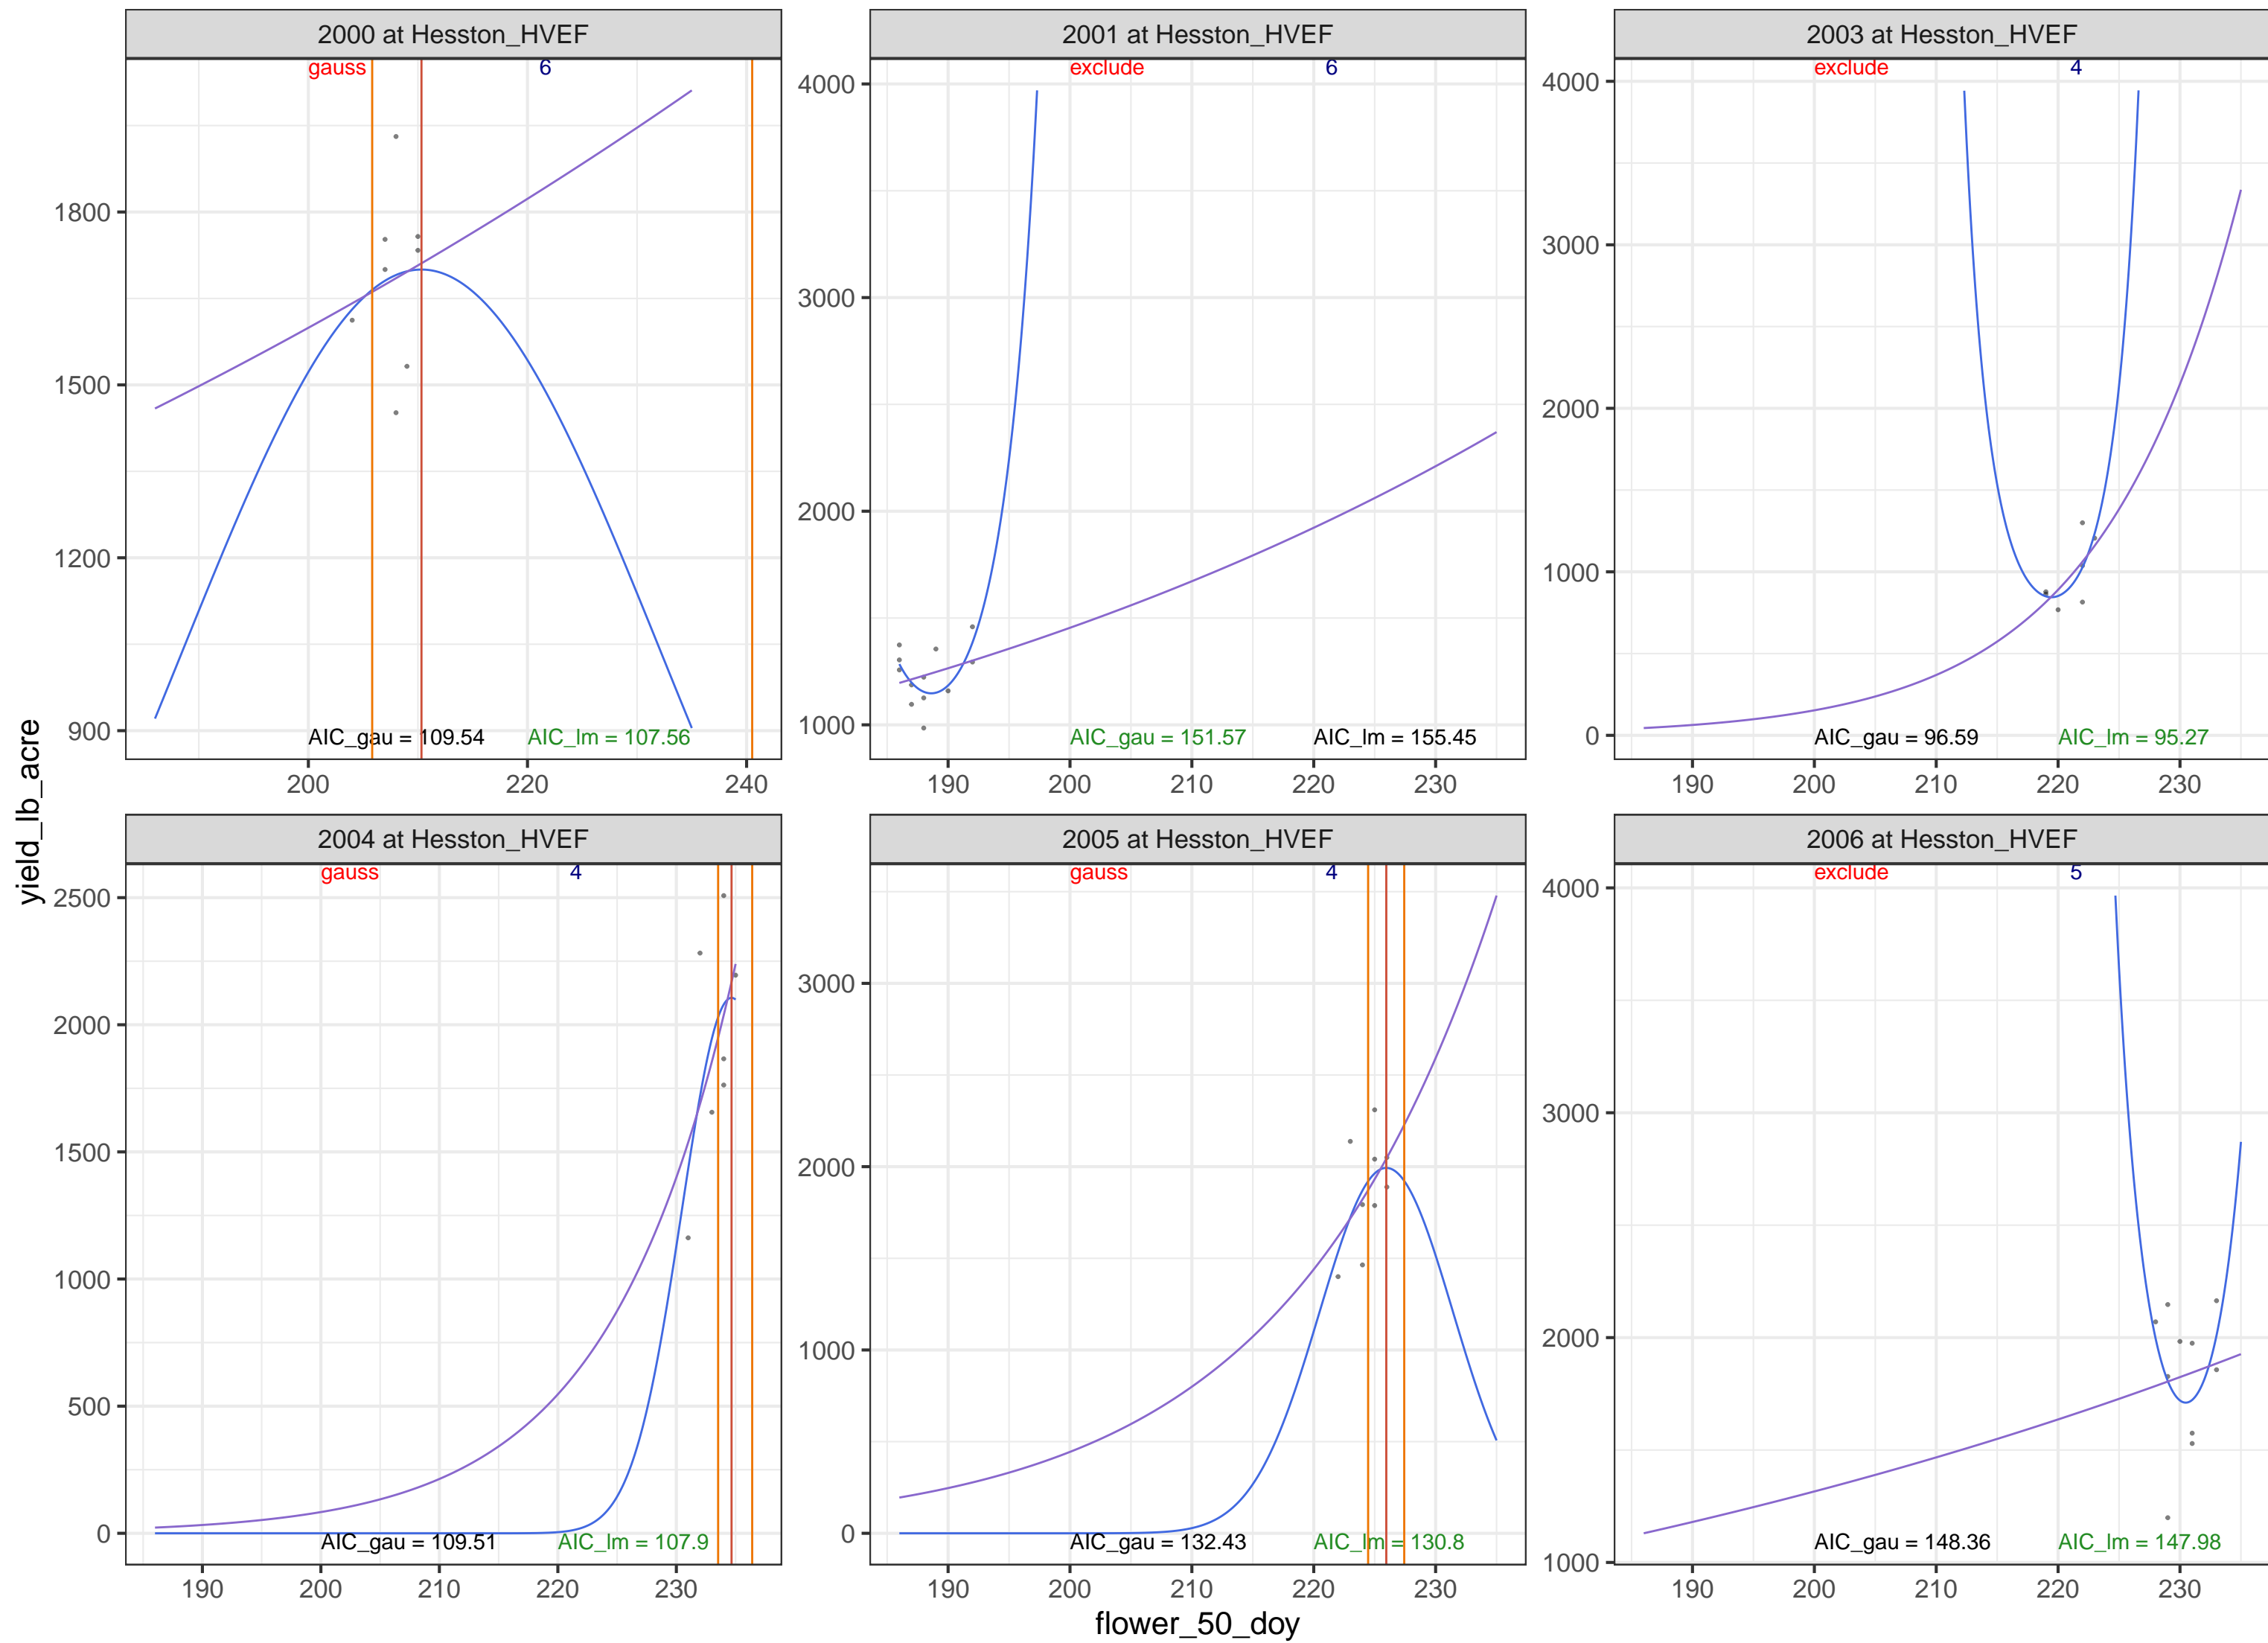 2000 at Hesston_HVEF
2001 at Hesston_HVEF
2003 at Hesston_HVEF
gauss 6
exclude 6
exclude 4
1800
1500
1200
900
4000
3000
2000
1000
4000
3000
2000
1000
0
AIC_gau = 109.54 AIC_lm = 107.56
AIC_gau = 151.57 AIC_lm = 155.45
AIC_gau = 96.59 AIC_lm = 95.27
200 220 240
190 200 210 220 230
190 200 210 220 230
yield_lb_acre
2004 at Hesston_HVEF
2005 at Hesston_HVEF
2006 at Hesston_HVEF
gauss 4
gauss 4
exclude 5
2500
2000
1500
1000
500
0
3000
2000
1000
0
4000
3000
2000
1000
AIC_gau = 109.51 AIC_lm = 107.9
AIC_gau = 132.43 AIC_lm = 130.8
AIC_gau = 148.36 AIC_lm = 147.98
190 200 210 220 230
190 200 210 220 230
190 200 210 220 230
flower_50_doy